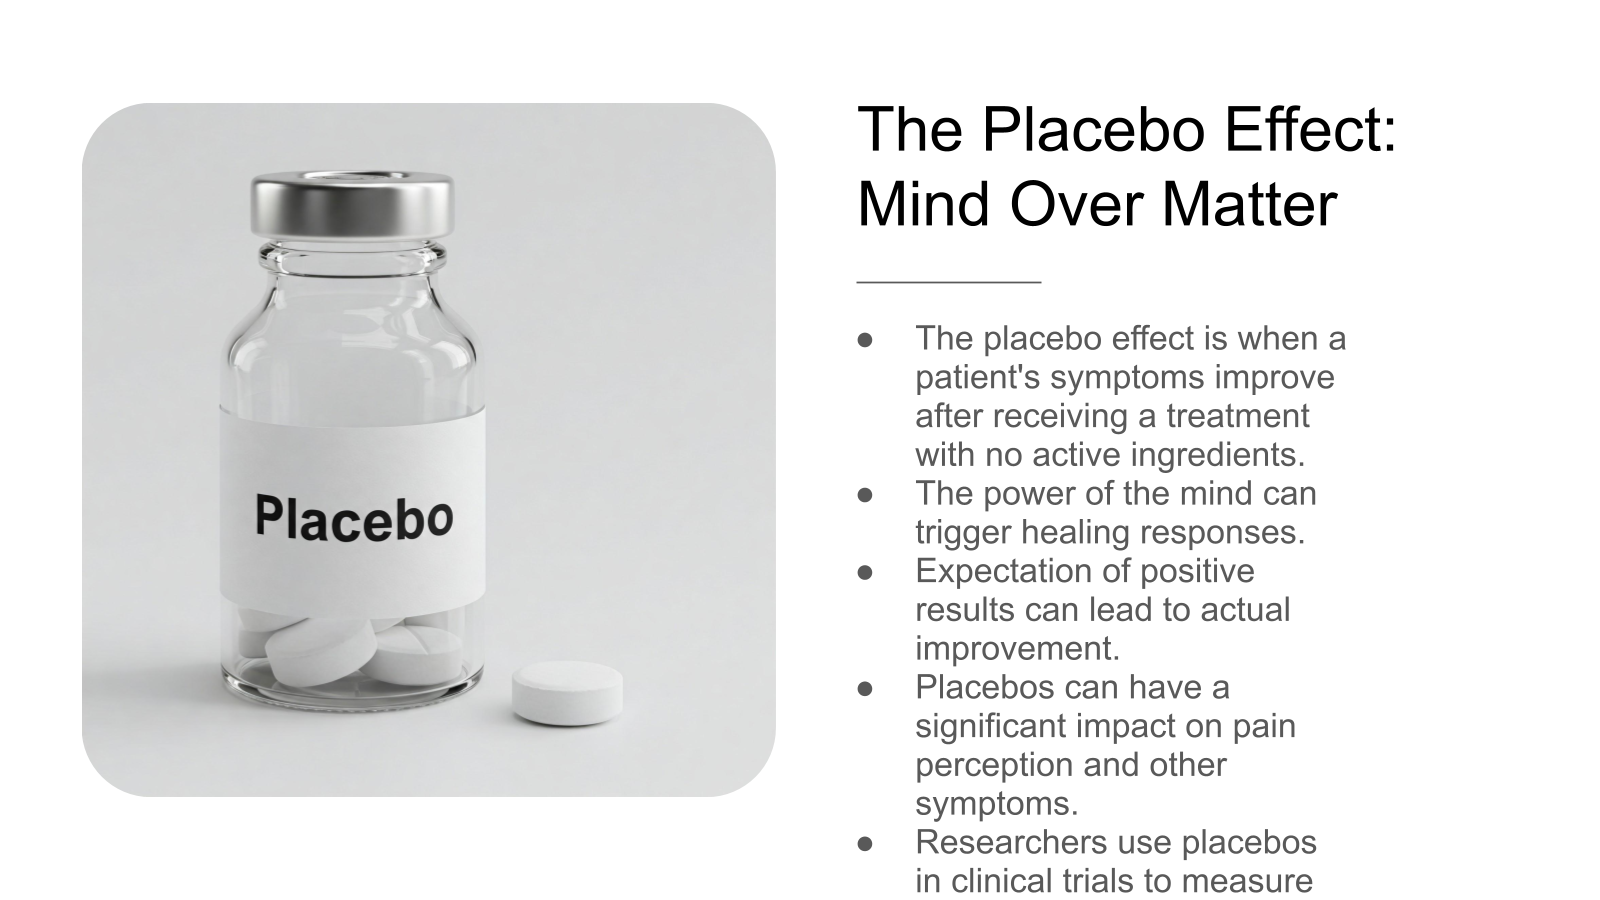 The Placebo Effect:
Mind Over Matter
● The placebo effect is when a
patient's symptoms improve
after receiving a treatment
with no active ingredients.
● The power of the mind can
trigger healing responses.
● Expectation of positive
results can lead to actual
improvement.
● Placebos can have a
significant impact on pain
perception and other
symptoms.
● Researchers use placebos
in clinical trials to measure
Placebo